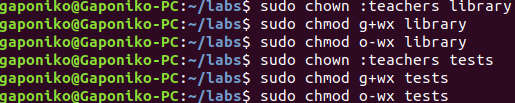 gaponiko@Gaponiko-PC:~/labs$ sudo chown :teachers library
gaponiko@Gaponiko-PC:~/labs$ sudo chmod g+wx library
gaponiko@Gaponiko-PC:~/labs$ sudo chmod o-wx library
gaponiko@Gaponiko-PC:~/labs$ sudo chown :teachers tests
gaponiko@Gaponiko-PC:~/labs$ sudo chmod g+wx tests
gaponiko@Gaponiko-PC:~/labs$ sudo chmod o-wx tests